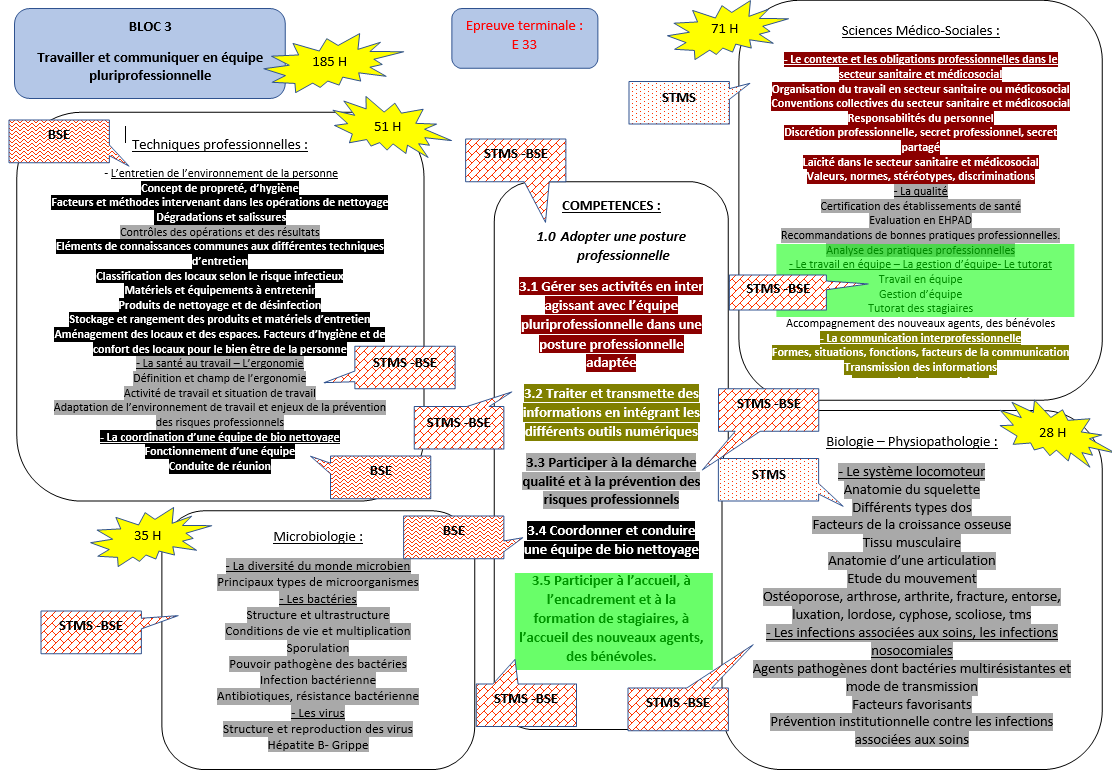 BLOC 3
Travailler et communiquer en équipe
pluriprofessionnelle
185 H
Epreuve terminale :
E 33
71 H
STMS
Sciences Médico-Sociales :
- Le contexte et les obligations professionnelles dans le
secteur sanitaire et médicosocial
Organisation du travail en secteur sanitaire ou médicosocial
Conventions collectives du secteur sanitaire et médicosocial
Responsabilités du personnel
Discrétion professionnelle, secret professionnel, secret
partagé
Laïcité dans le secteur sanitaire et médicosocial
Valeurs, normes, stéréotypes, discriminations
- La qualité
Certification des établissements de santé
Evaluation en EHPAD
Recommandations de bonnes pratiques professionnelles.
Analyse des pratiques professionnelles
- Le travail en équipe – La gestion d'équipe- Le tutorat
Travail en équipe
Gestion d'équipe
Tutorat des stagiaires
Accompagnement des nouveaux agents, des bénévoles
- La communication interprofessionnelle
Formes, situations, fonctions, facteurs de la communication
Transmission des informations
STMS -BSE
51 H
BSE
Techniques professionnelles :
- L'entretien de l'environnement de la personne
Concept de propreté, d'hygiène
Facteurs et méthodes intervenant dans les opérations de nettoyage
Dégradations et salissures
Contrôles des opérations et des résultats
Eléments de connaissances communes aux différentes techniques
d'entretien
Classification des locaux selon le risque infectieux
Matériels et équipements à entretenir
Produits de nettoyage et de désinfection
Stockage et rangement des produits et matériels d'entretien
Aménagement des locaux et des espaces. Facteurs d'hygiène et de
confort des locaux pour le bien être de la personne
- La santé au travail – L'ergonomie
Définition et champ de l'ergonomie
Activité de travail et situation de travail
Adaptation de l'environnement de travail et enjeux de la prévention
des risques professionnels
- La coordination d'une équipe de bio nettoyage
Fonctionnement d'une équipe
Conduite de réunion
STMS -BSE
BSE
STMS -BSE
COMPETENCES :
1.0 Adopter une posture
professionnelle
3.1 Gérer ses activités en inter
agissant avec l'équipe
pluriprofessionnelle dans une
posture professionnelle
adaptée
3.2 Traiter et transmettre des
informations en intégrant les
différents outils numériques
3.3 Participer à la démarche
qualité et à la prévention des
risques professionnels
3.4 Coordonner et conduire
une équipe de bio nettoyage
3.5 Participer à l'accueil, à
l'encadrement et à la
formation de stagiaires, à
l'accueil des nouveaux agents,
des bénévoles.
STMS -BSE
STMS -BSE
BSE
STMS -BSE
35 H
Microbiologie :
- La diversité du monde microbien
Principaux types de microorganismes
- Les bactéries
Structure et ultrastructure
Conditions de vie et multiplication
Sporulation
Pouvoir pathogène des bactéries
Infection bactérienne
Antibiotiques, résistance bactérienne
- Les virus
Structure et reproduction des virus
Hépatite B- Grippe
STMS -BSE
28 H
Biologie – Physiopathologie :
STMS
- Le système locomoteur
Anatomie du squelette
Différents types dos
Facteurs de la croissance osseuse
Tissu musculaire
Anatomie d'une articulation
Etude du mouvement
Ostéoporose, arthrose, arthrite, fracture, entorse,
luxation, lordose, cyphose, scoliose, tms
- Les infections associées aux soins, les infections
nosocomiales
Agents pathogènes dont bactéries multirésistantes et
mode de transmission
Facteurs favorisants
Prévention institutionnelle contre les infections
associées aux soins
STMS -BSE